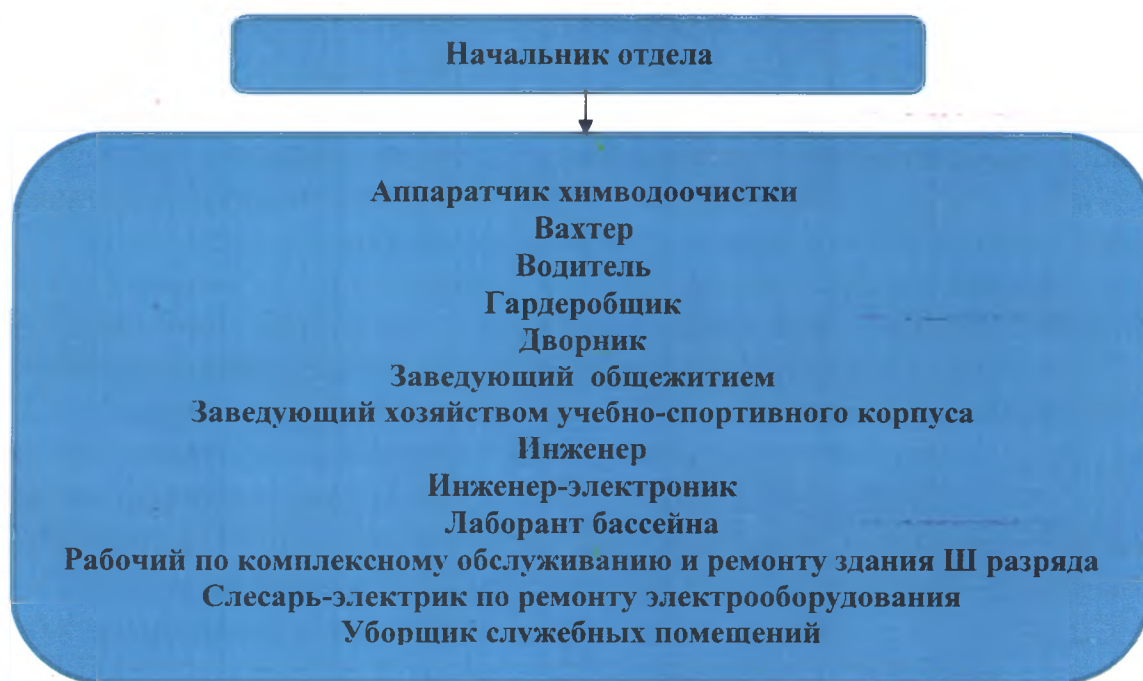 Начальник отдела
Аппаратчик химводоочистки
Вахтер
Водитель
Гардеробщик
Дворник
Заведующий общежитием
Заведующий хозяйством учебно-спортивного корпуса
Инженер
Инженер-электроник
Лаборант бассейна
Рабочий по комплексному обслуживанию и ремонту здания Ш разряда
Слесарь-электрик по ремонту электрооборудования
Уборщик служебных помещений